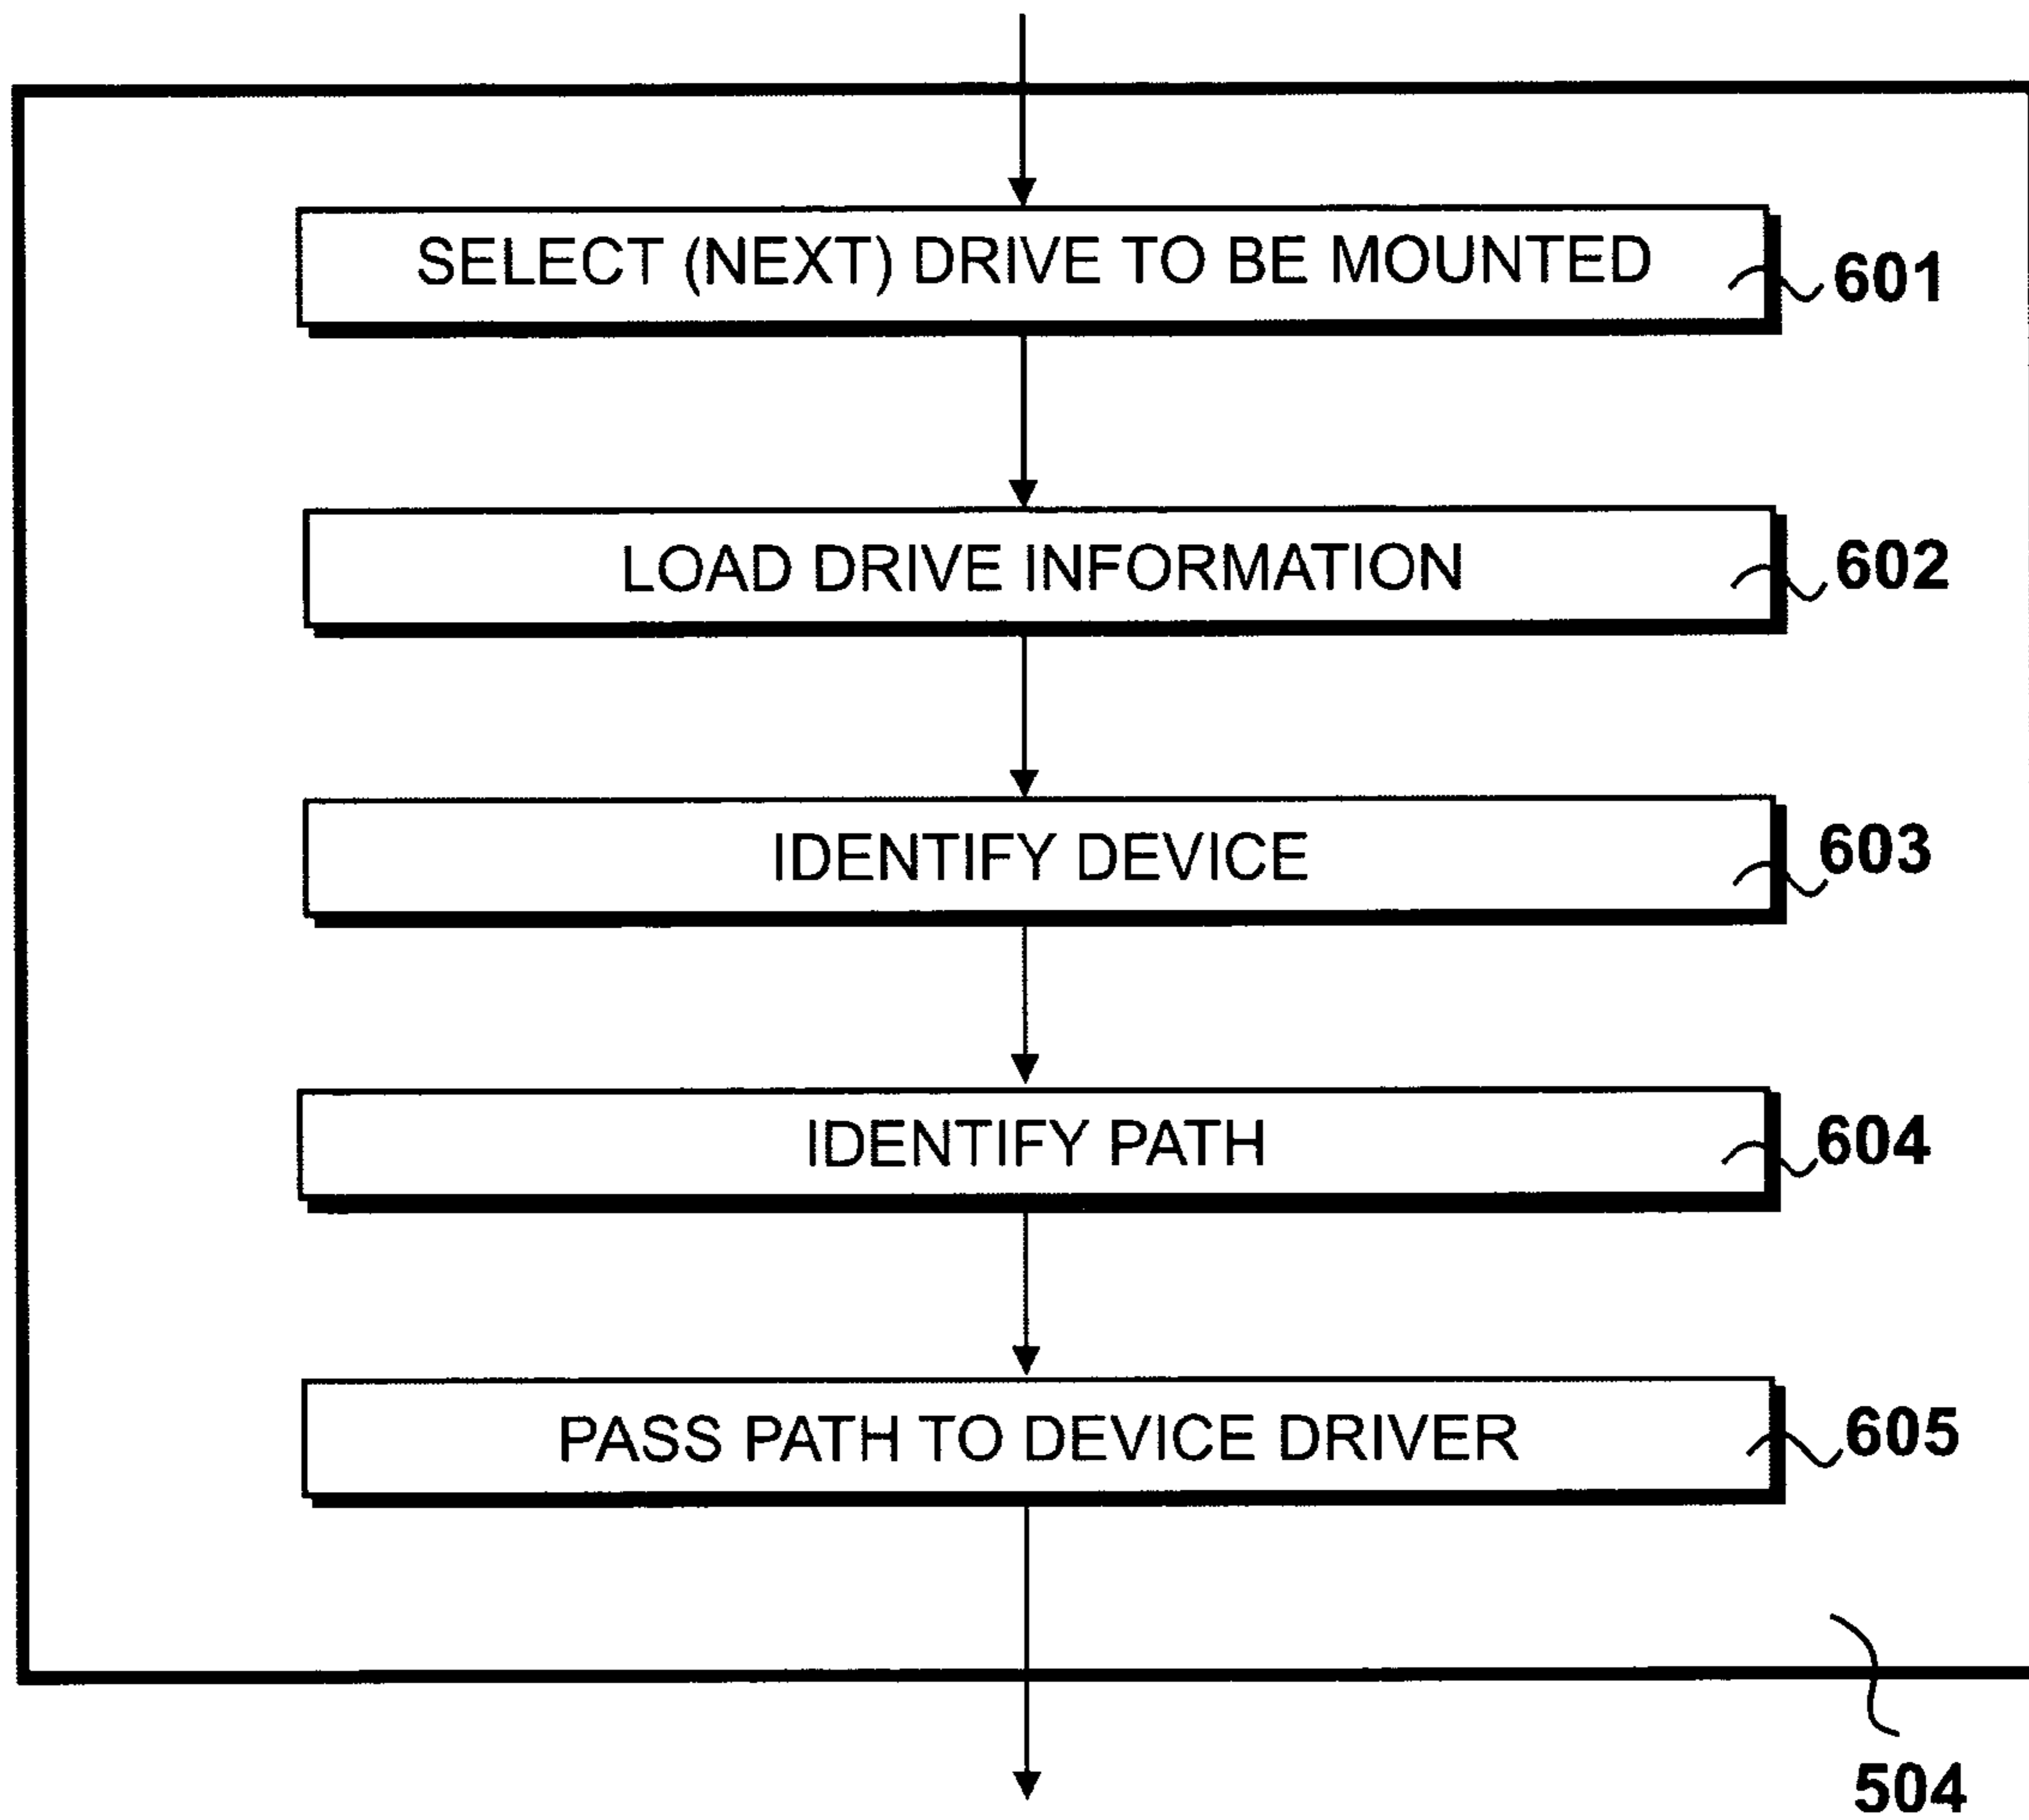 SELECT (NEXT) DRIVE TO BE MOUNTED
601
LOAD DRIVE INFORMATION
602
IDENTIFY DEVICE
603
IDENTIFY PATH
604
PASS PATH TO DEVICE DRIVER
605
504